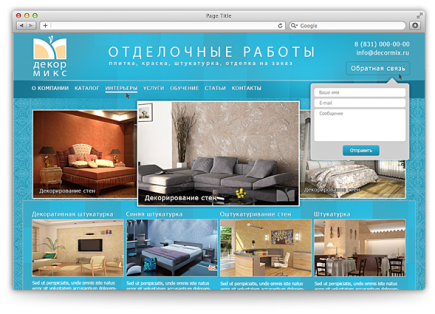 Page Title
Google
декор
МИКС
ОТДЕЛОЧНЫЕ РАБОТЫ
плитка, краска, штукатурка, отделка на заказ
8 (831) 000-00-00
info@decormix.ru
Обратная связь
О КОМПАНИИ КАТАЛОГ ИНТЕРЬЕРЫ УСЛУГИ ОБУЧЕНИЕ СТАТЬИ КОНТАКТЫ
Ваше имя
E-mail
Сообщение
Отправить
Декорирование стен
Декорирование стен
Декорирование стен
Декоративная штукатурка Синяя штукатурка Оштукатуривание стен Штукатурка
Sed ut perspiciatis, unde omnis iste natus Sed ut perspiciatis, unde omnis iste natus Sed ut perspiciatis, unde omnis iste natus Sed ut perspiciatis, unde omnis iste natus
error sit voluptatem accusantium doloremque error sit voluptatem accusantium doloremque error sit voluptatem accusantium doloremque error sit voluptatem accusantium doloremque